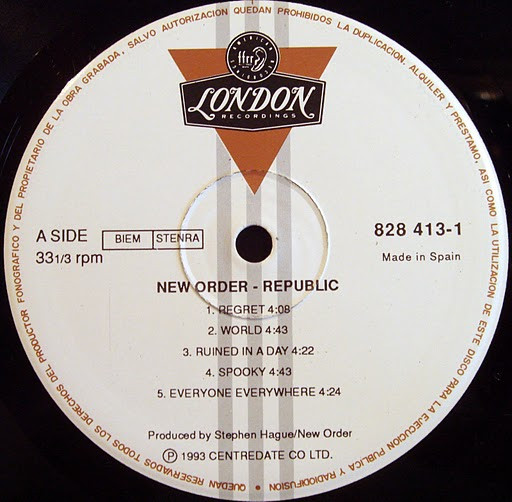 QUEDAN RESERVADOS TODOS LOS DERECHOS DEL PRODUCTOR FONOGRAFICO Y DEL PROPIETARIO DE LA OBRA GRABADA, SALVO AUTORIZACION QUEDAN PROHIBIDOS LA DUPLICACION, ALQUILER Y PRESTAMO, ASI COMO LA UTILIZACION DE ESTE DISCO PARA LA EJECUCION PUBLICA Y RADIODIFUSION
ffrr
LONDON
RECORDINGS
A SIDE
33 1/3 rpm
BIEM STENRA
828 413-1
Made in Spain
NEW ORDER - REPUBLIC
1. REGRET 4:08
2. WORLD 4:43
3. RUINED IN A DAY 4:22
4. SPOOKY 4:43
5. EVERYONE EVERYWHERE 4:24
Produced by Stephen Hague/New Order
Ⓟ 1993 CENTREDATE CO LTD.